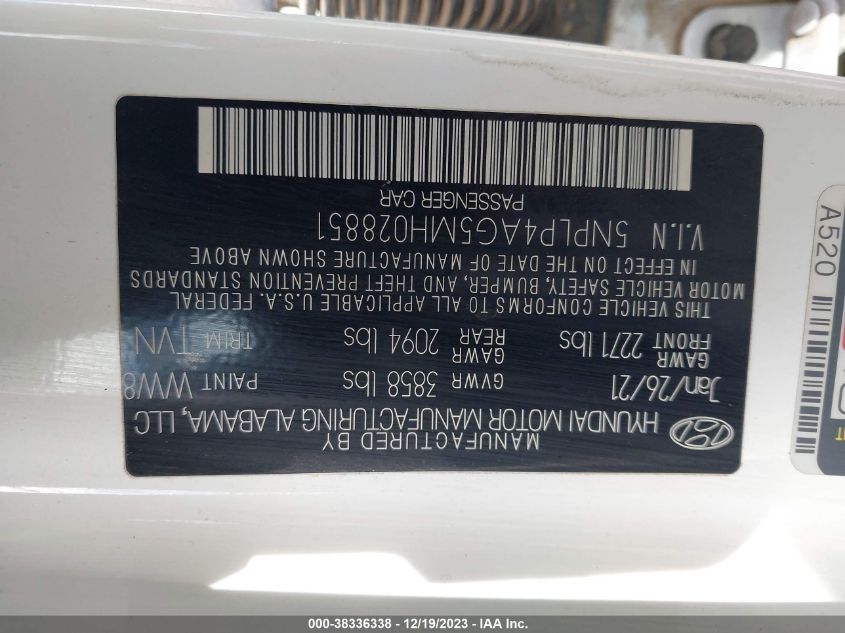 MANUFACTURED BY
HYUNDAI MOTOR MANUFACTURING ALABAMA, LLC
Jan/26/21 GVWR 3858 lbs PAINT WW8
GAWR FRONT 2271 lbs GAWR REAR 2094 lbs TRIM TVN
THIS VEHICLE CONFORMS TO ALL APPLICABLE U.S.A. FEDERAL
MOTOR VEHICLE SAFETY, BUMPER, AND THEFT PREVENTION STANDARDS
IN EFFECT ON THE DATE OF MANUFACTURE SHOWN ABOVE
V.I.N 5NPLP4AG5MH028851
PASSENGER CAR
A520
000-38336338 - 12/19/2023 - IAA Inc.